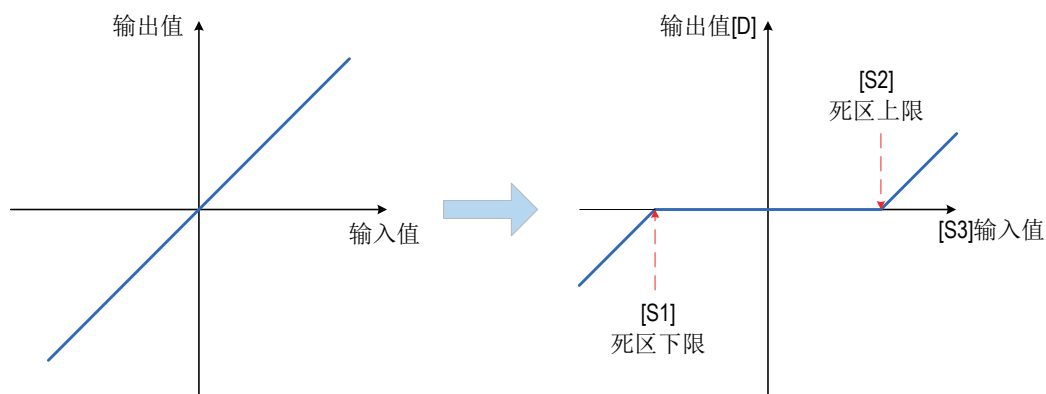 输出值
输入值
输出值[D]
[S2]
死区上限
[S3]输入值
[S1]
死区下限